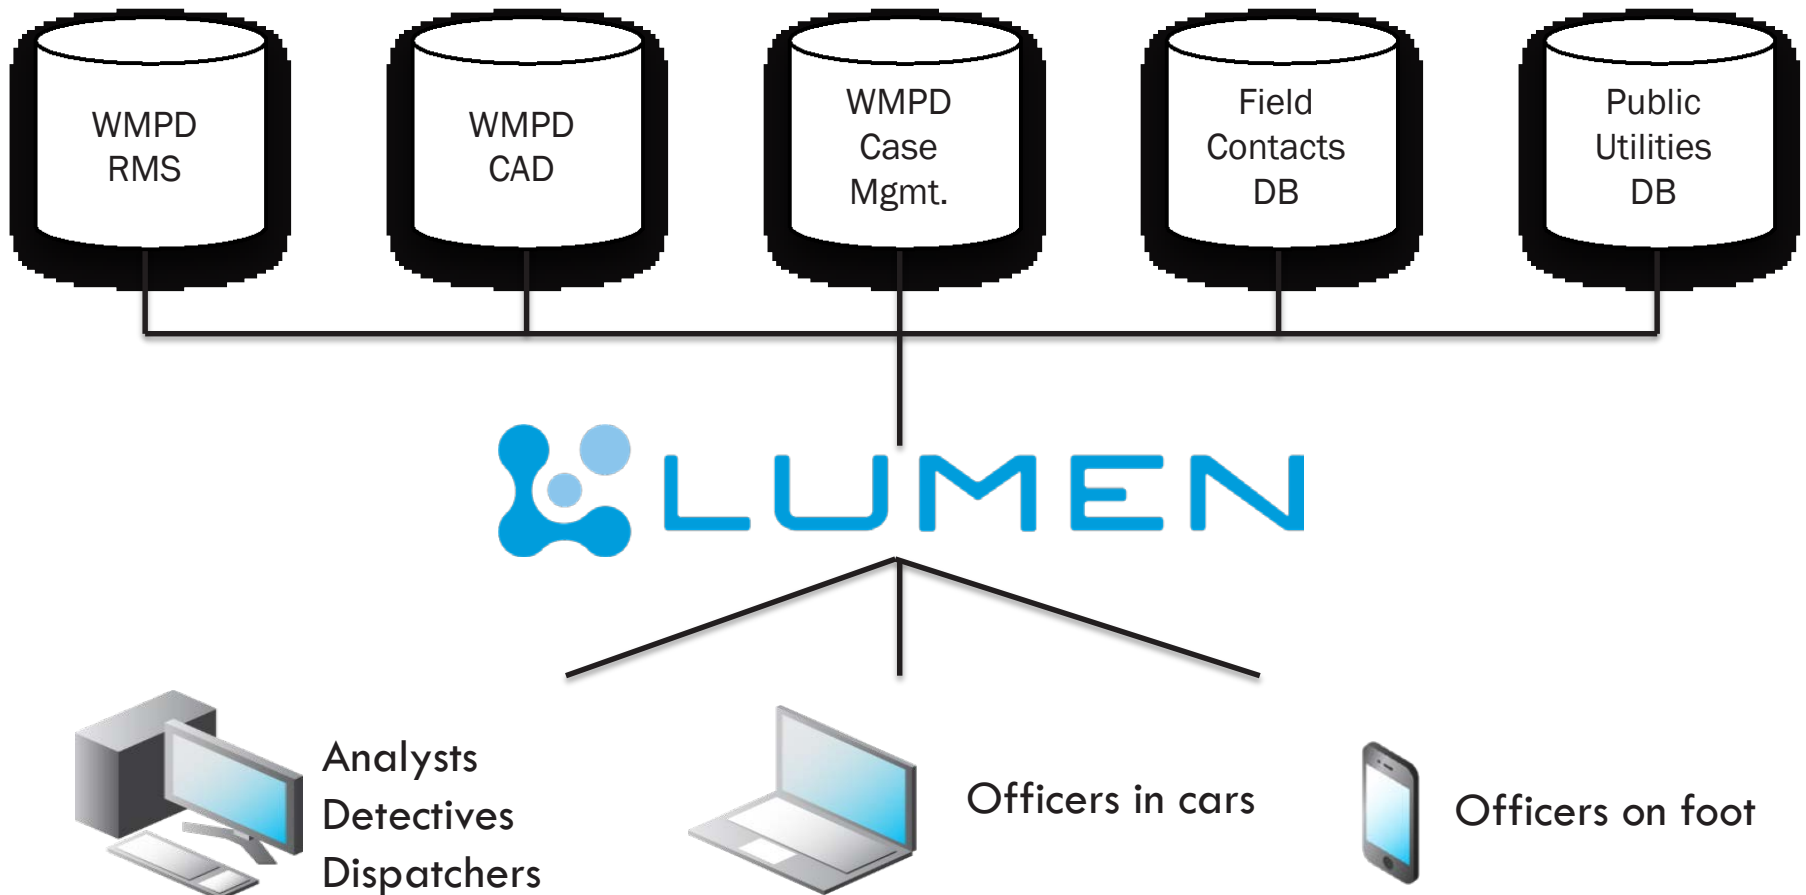 WMPD
RMS
WMPD
CAD
WMPD
Case
Mgmt.
Field
Contacts
DB
Public
Utilities
DB
LUMEN
Analysts
Detectives
Dispatchers
Officers in cars
Officers on foot